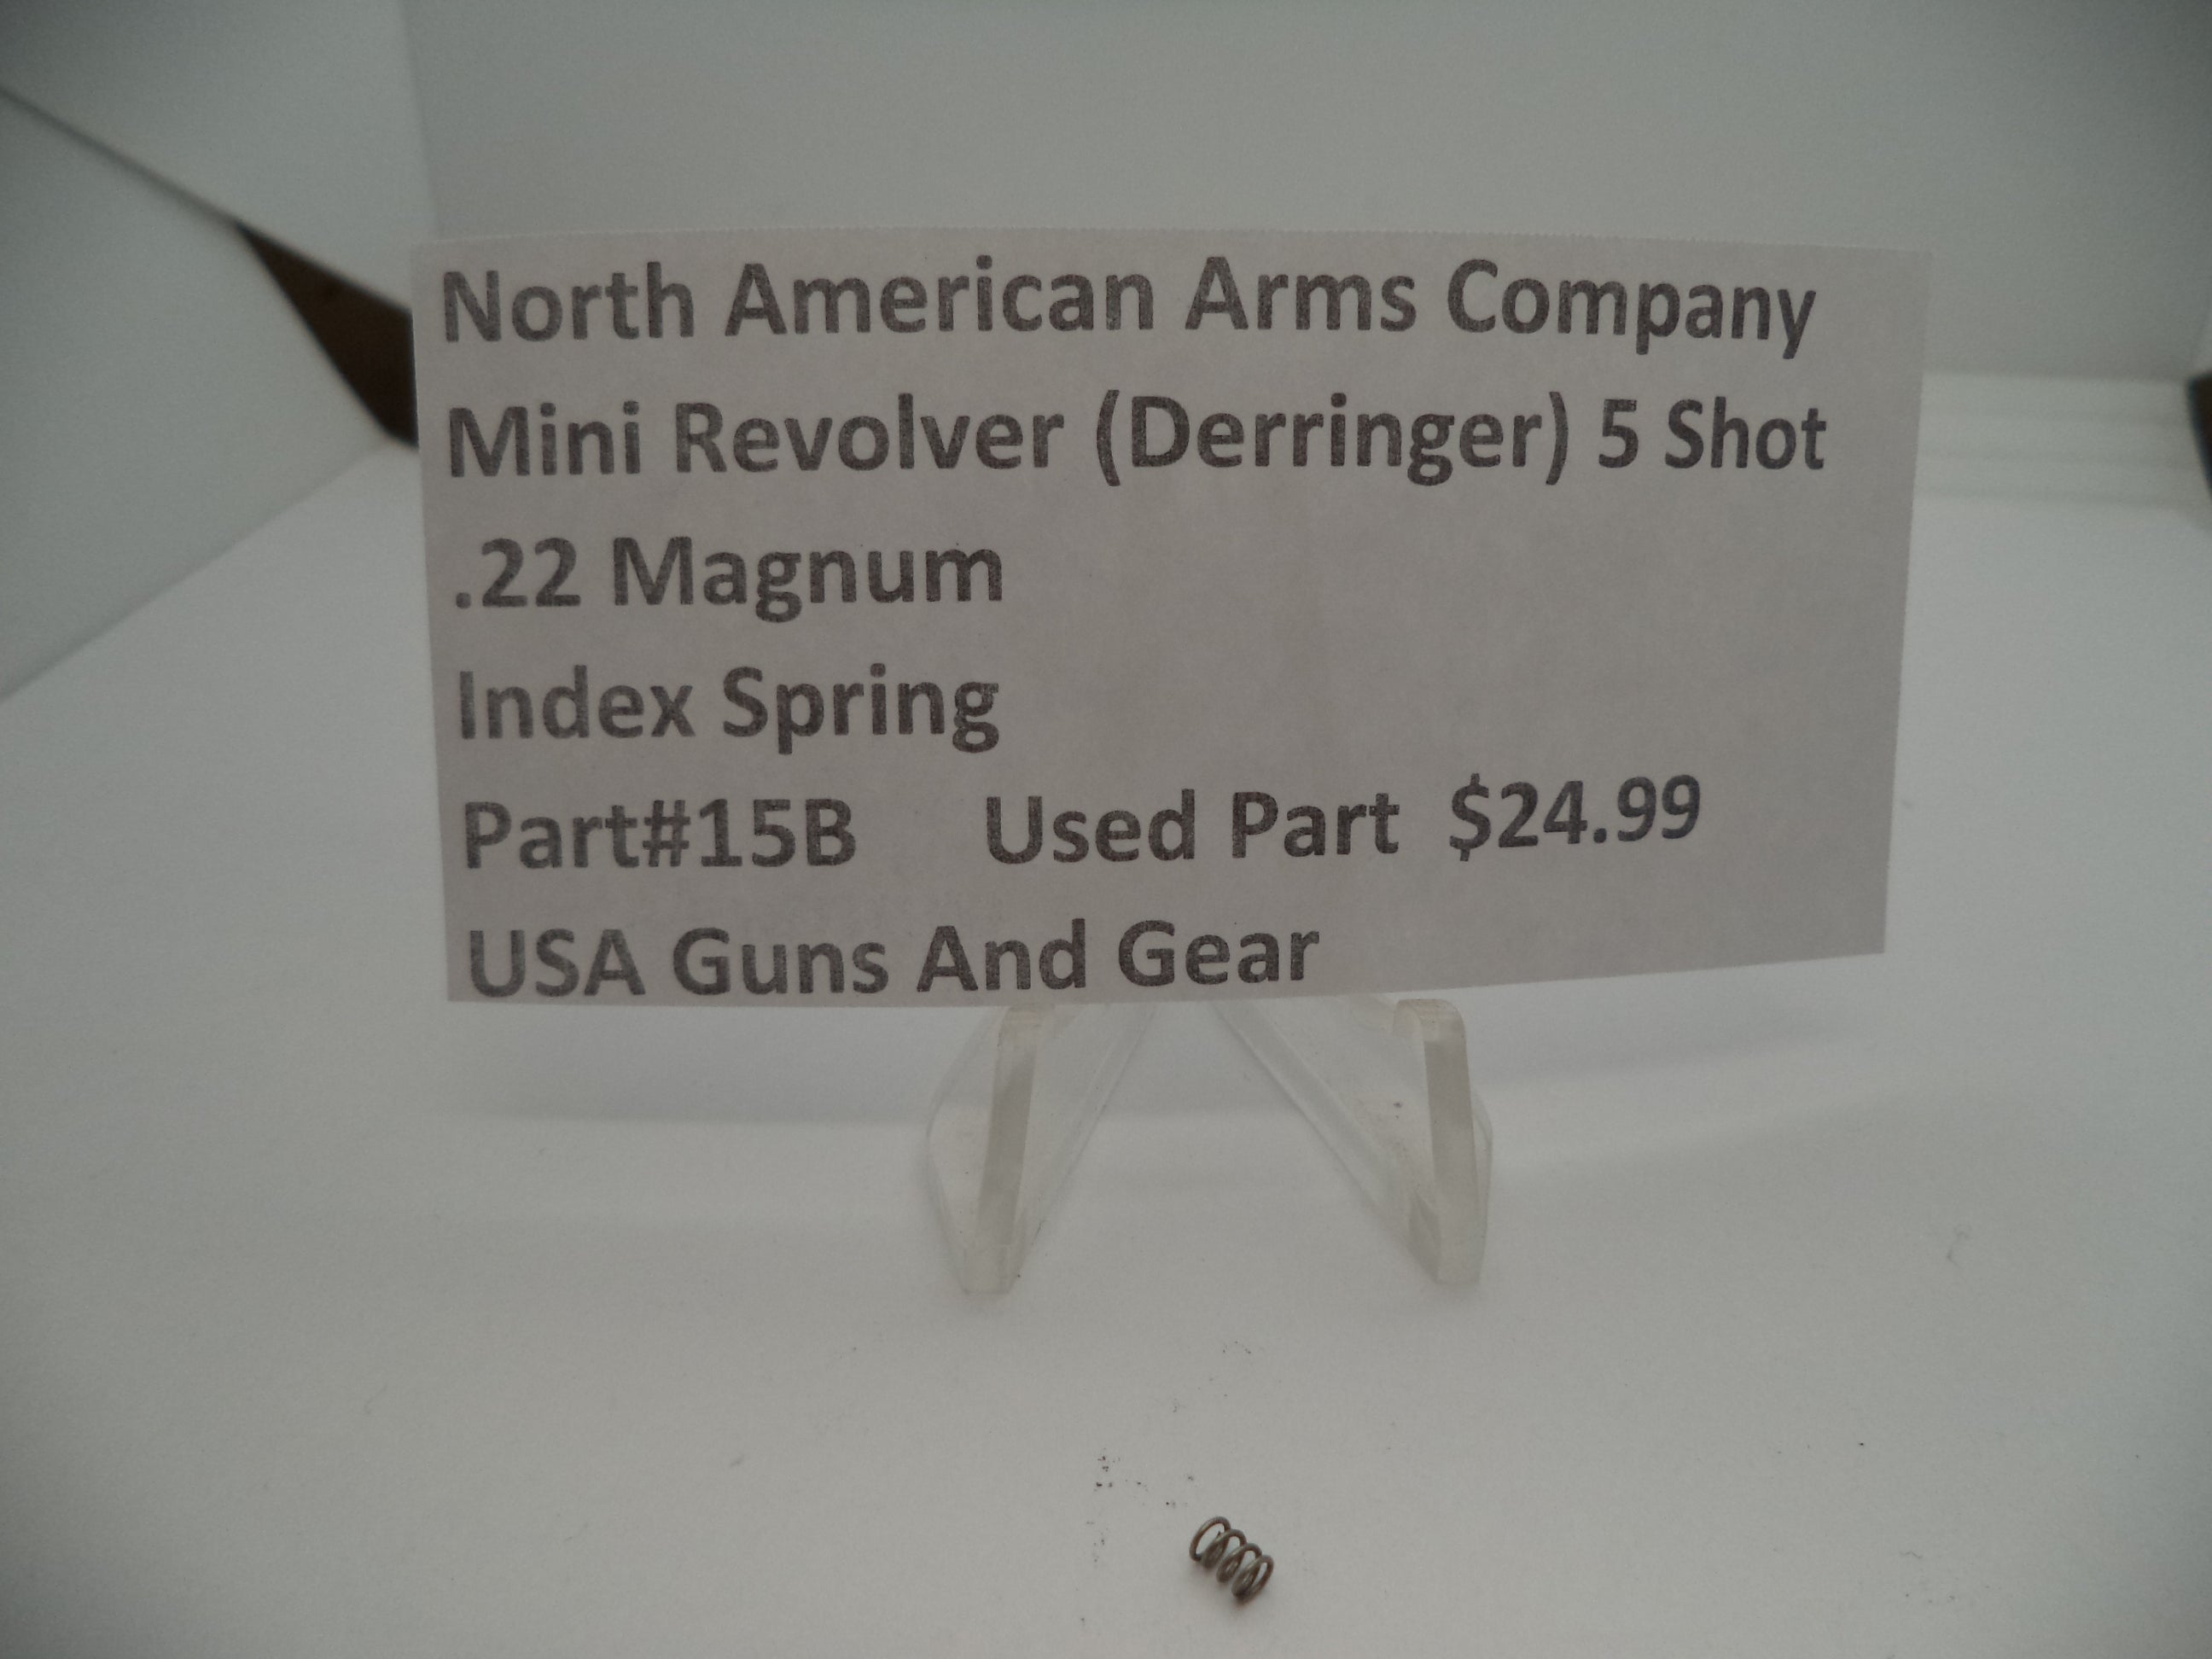 North American Arms Company
Mini Revolver (Derringer) 5 Shot
.22 Magnum
Index Spring
Part#15B Used Part $24.99
USA Guns And Gear